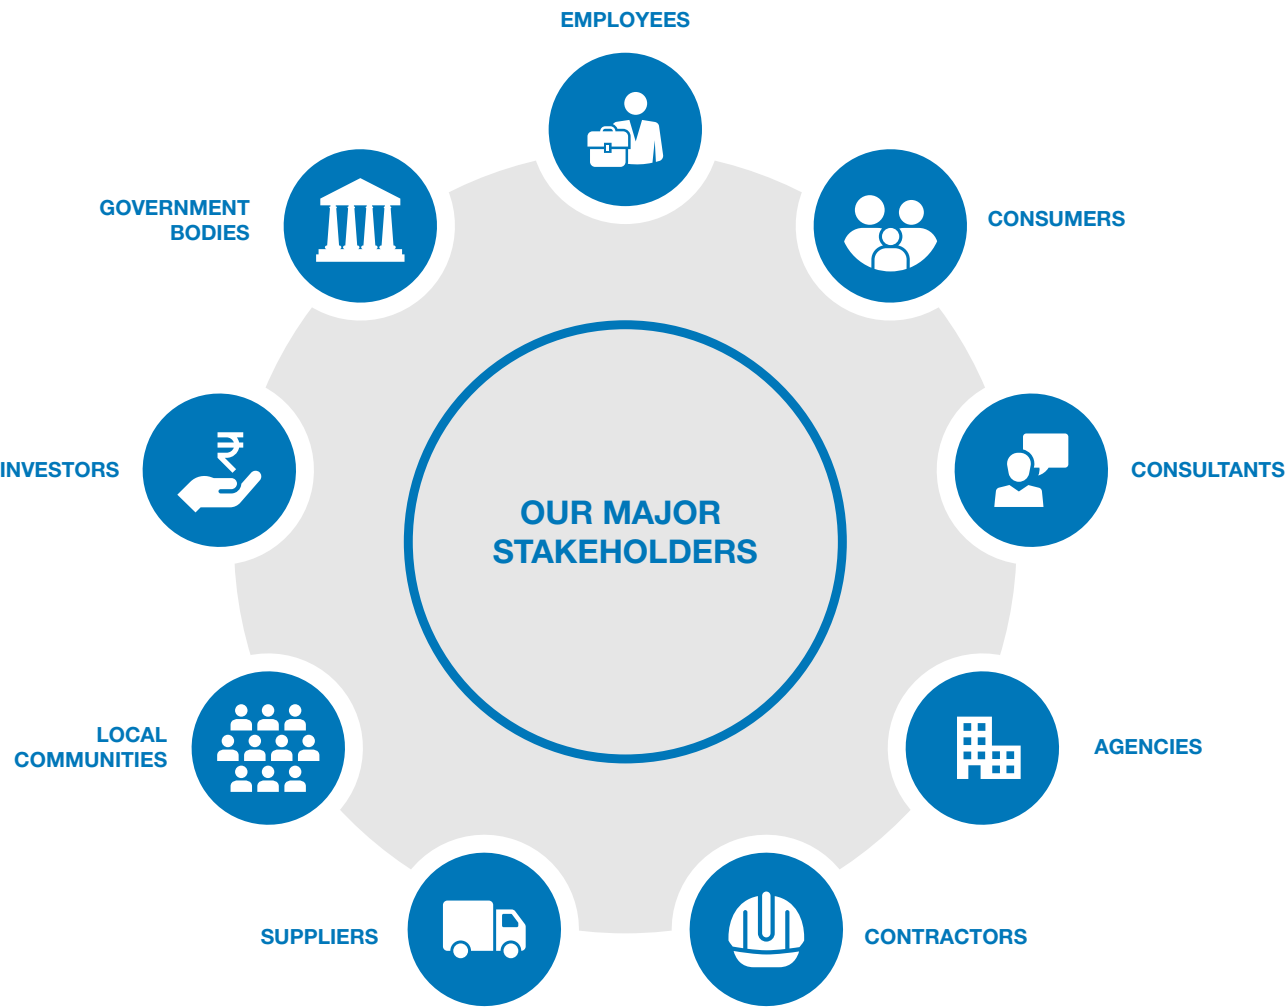 EMPLOYEES
GOVERNMENT
BODIES
CONSUMERS
INVESTORS
CONSULTANTS
OUR MAJOR
STAKEHOLDERS
LOCAL
COMMUNITIES
AGENCIES
SUPPLIERS
CONTRACTORS
₹